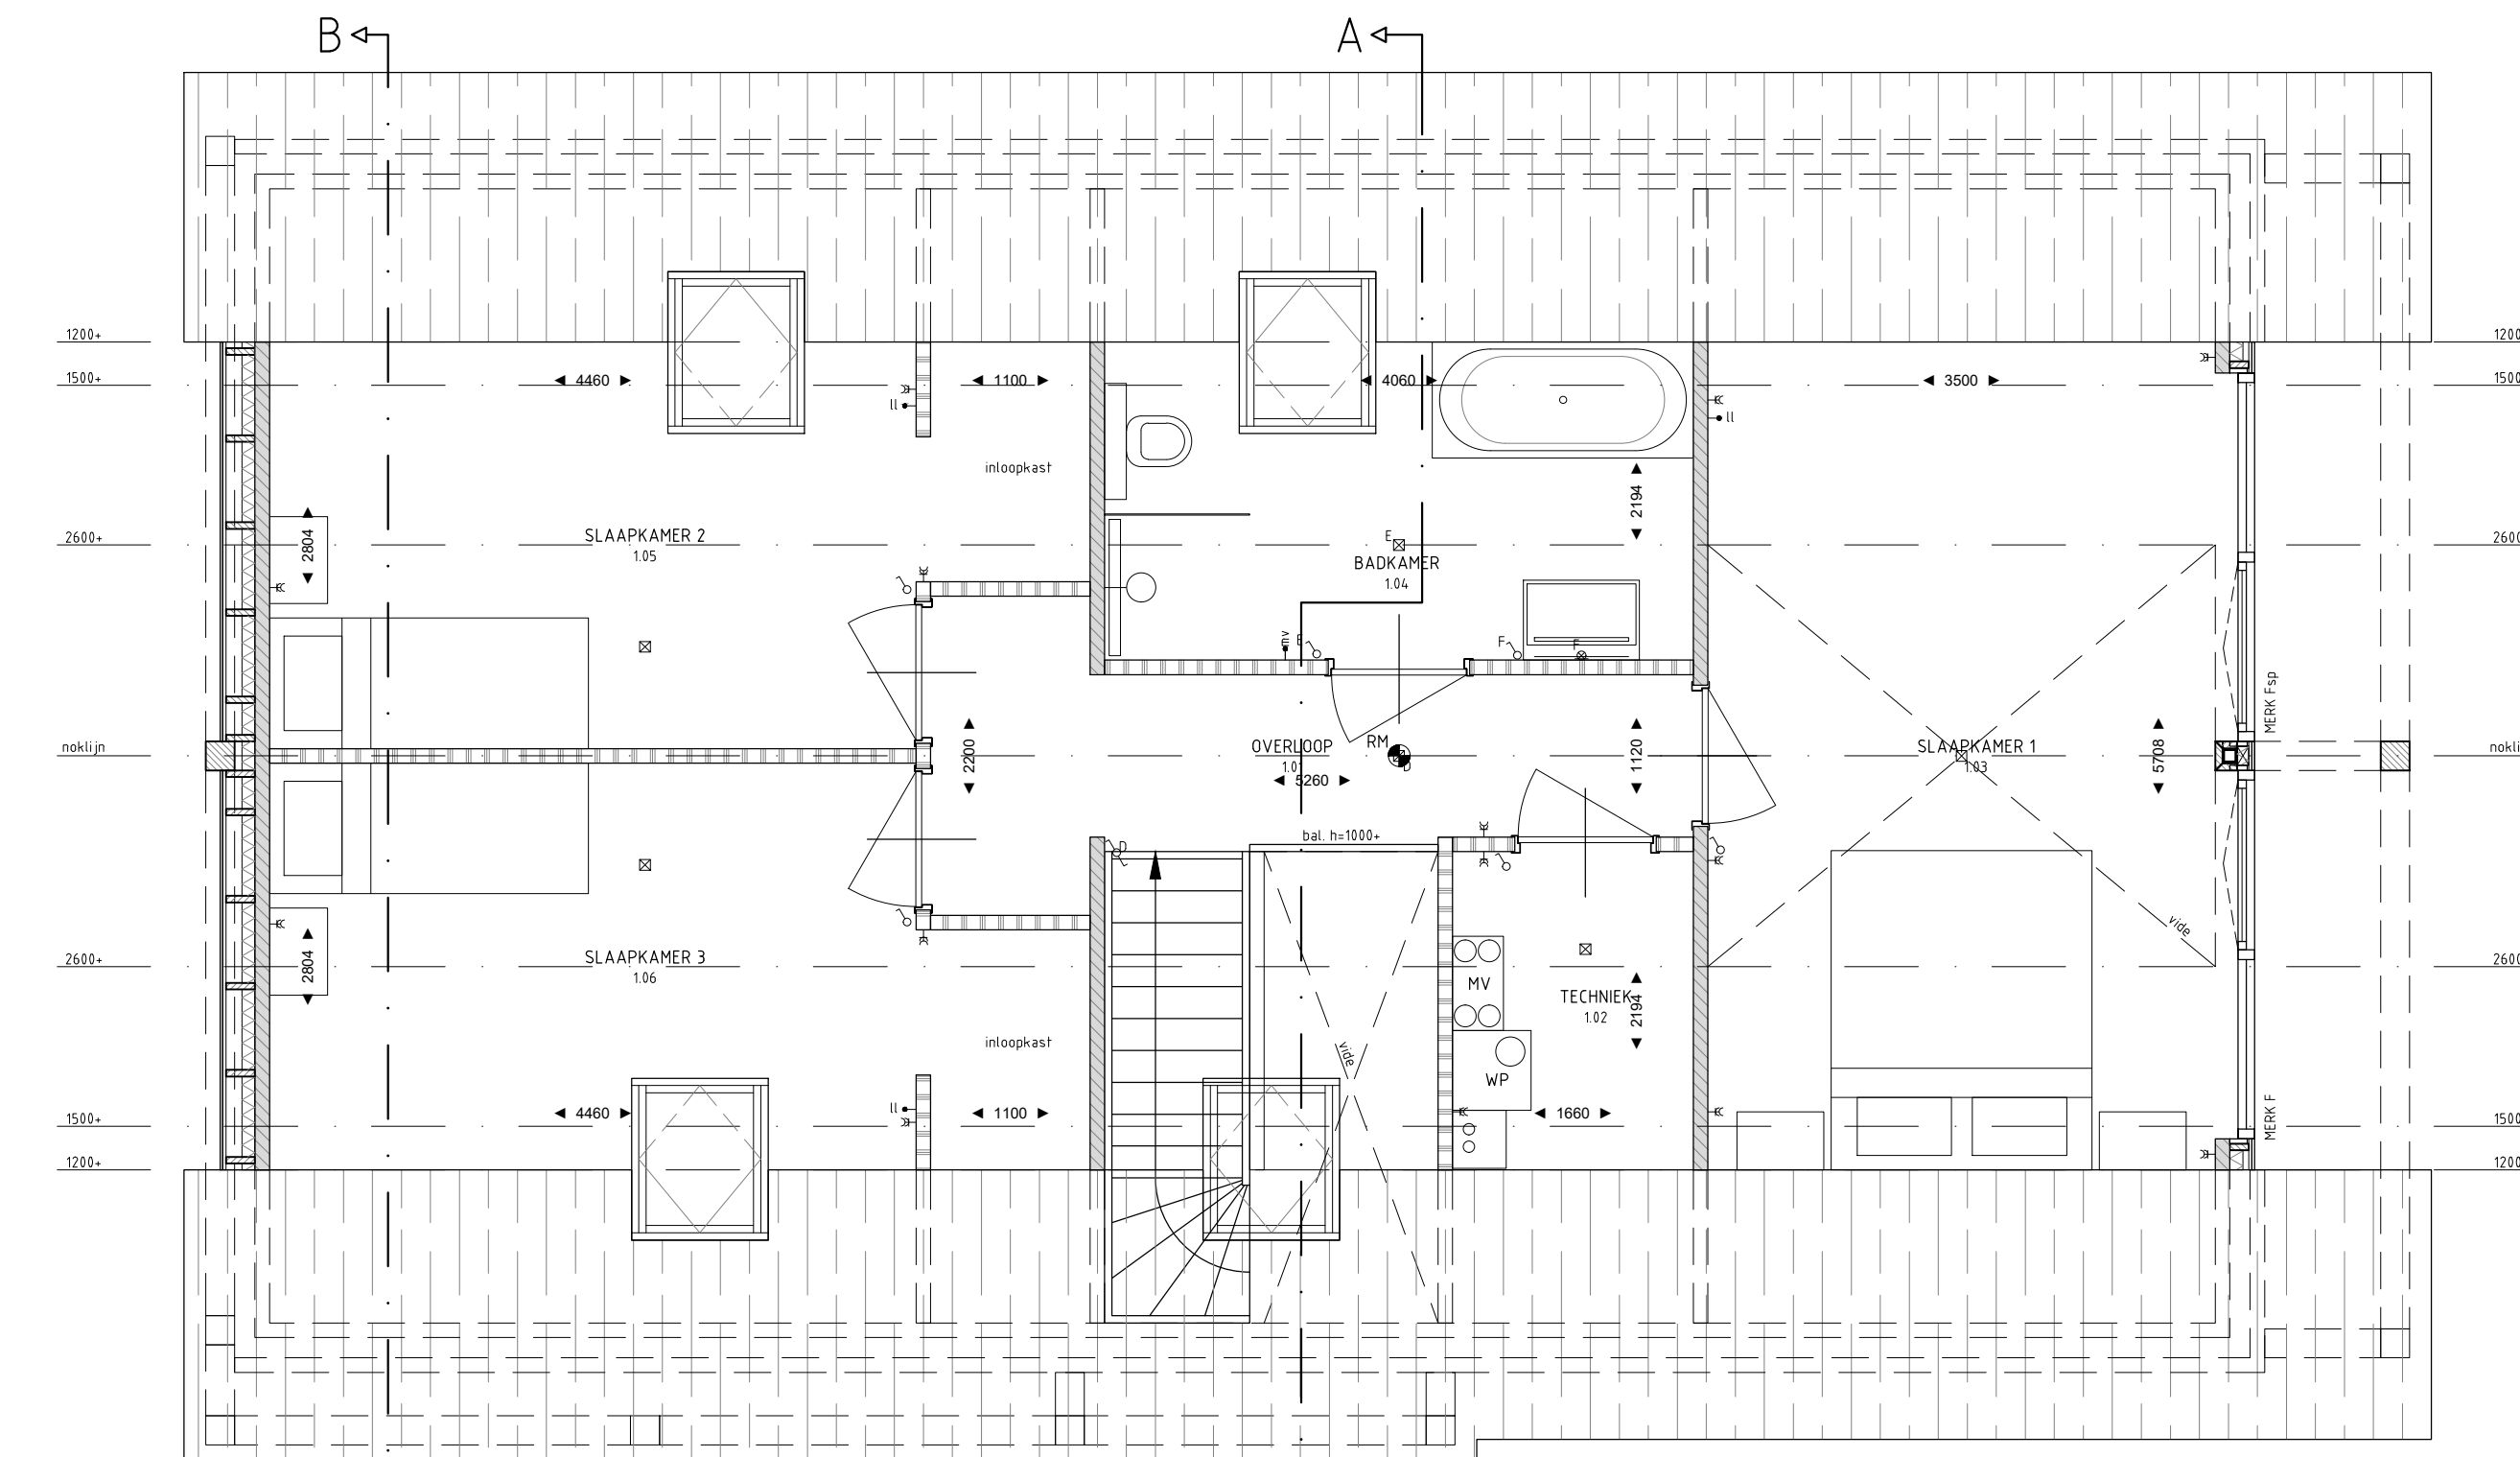 B
A
1200+
1200
1500+
4460
1100
4060
3500
1500
ll
ll
inloopkast
2194
2804
SLAAPKAMER 2
1.05
2600+
E
2600
BADKAMER
1.04
mv
E
F
F
MERK Fsp
noklijn
2200
OVERLOOP
1.01
5260
RM
D
1120
SLAAPKAMER 1
1.03
5708
nokli
D
bal. h=1000+
vide
2804
SLAAPKAMER 3
1.06
2600+
2600
MV
TECHNIEK
1.02
2194
inloopkast
vide
WP
MERK F
1500+
4460
ll
1100
1660
1500
1200+
1200